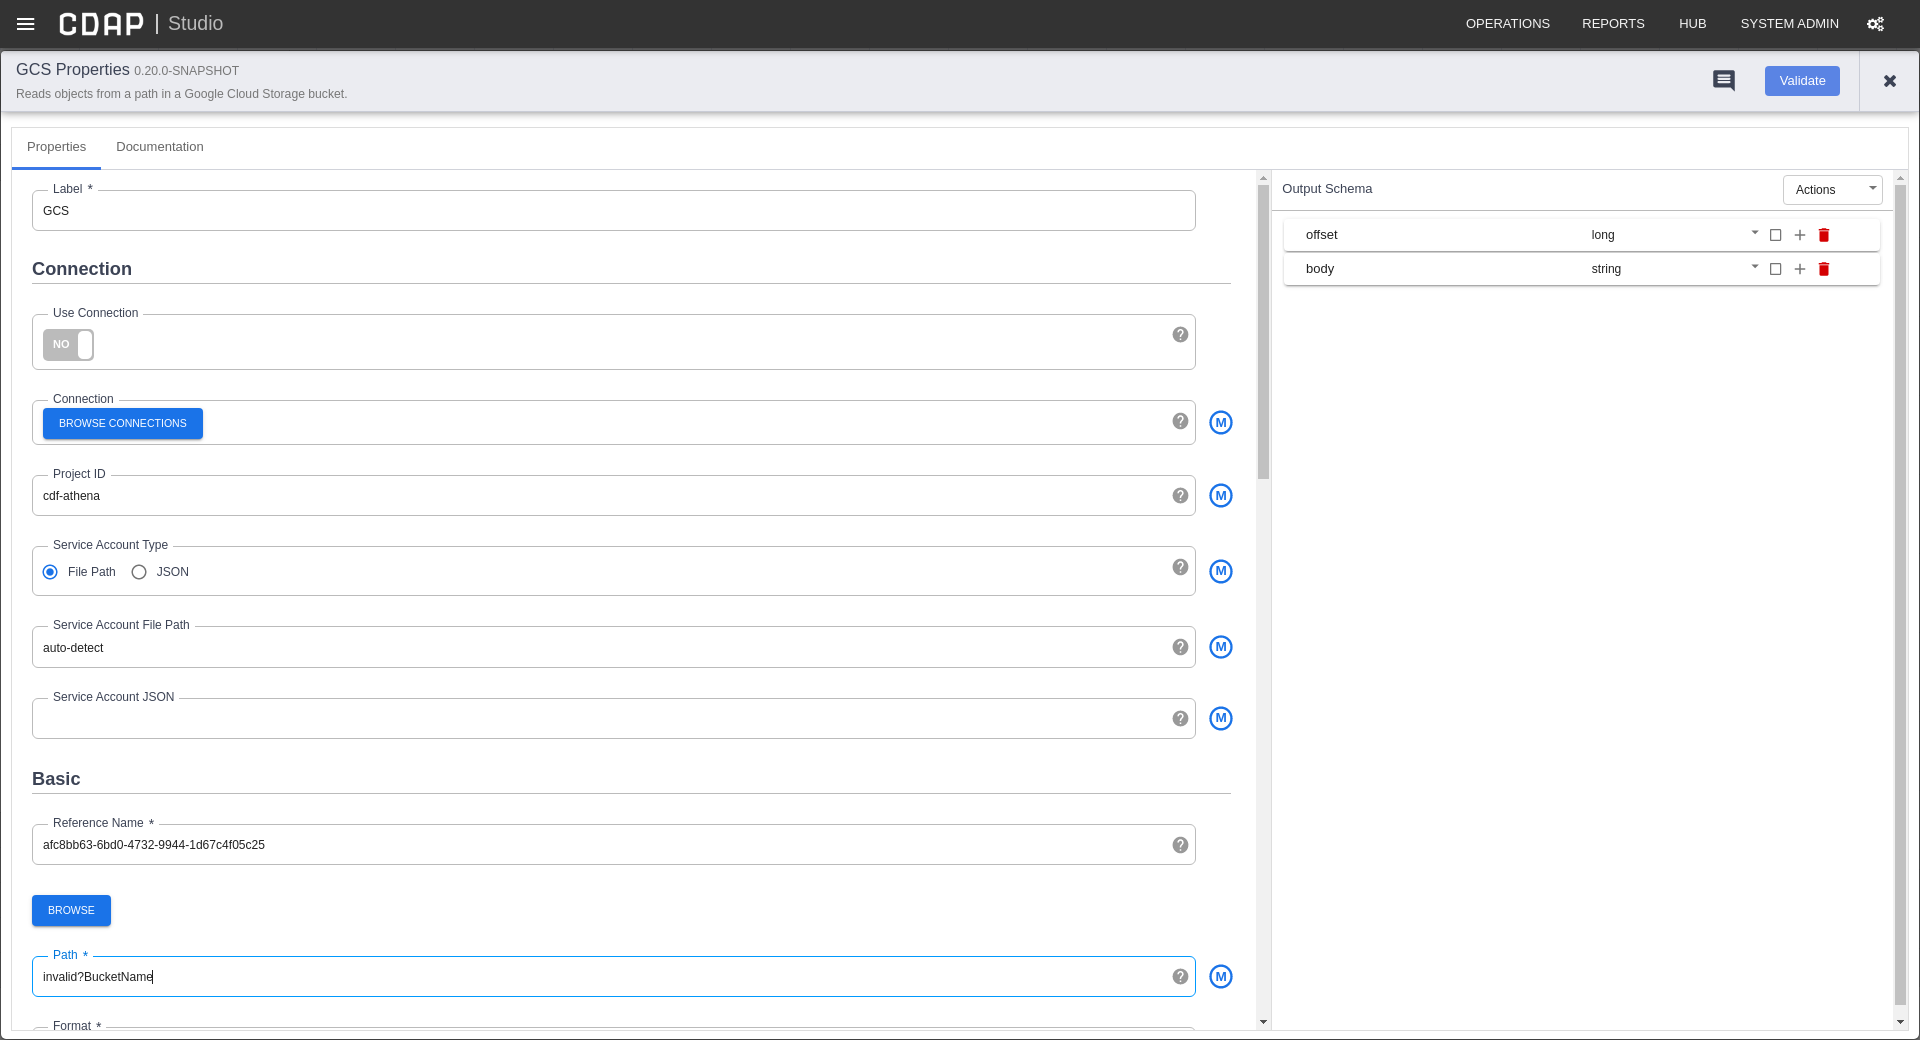 CDAP | Studio
OPERATIONS REPORTS HUB SYSTEM ADMIN
GCS Properties 0.20.0-SNAPSHOT
Reads objects from a path in a Google Cloud Storage bucket.
Validate
Properties Documentation
Label *
GCS
Connection
Use Connection
NO
?
Connection
BROWSE CONNECTIONS
? M
Project ID
cdf-athena
? M
Service Account Type
File Path JSON
? M
Service Account File Path
auto-detect
? M
Service Account JSON
? M
Basic
Reference Name *
afc8bb63-6bd0-4732-9944-1d67c4f05c25
?
BROWSE
Path *
invalid?BucketName
? M
Format *
Output Schema
Actions
offset long
body string